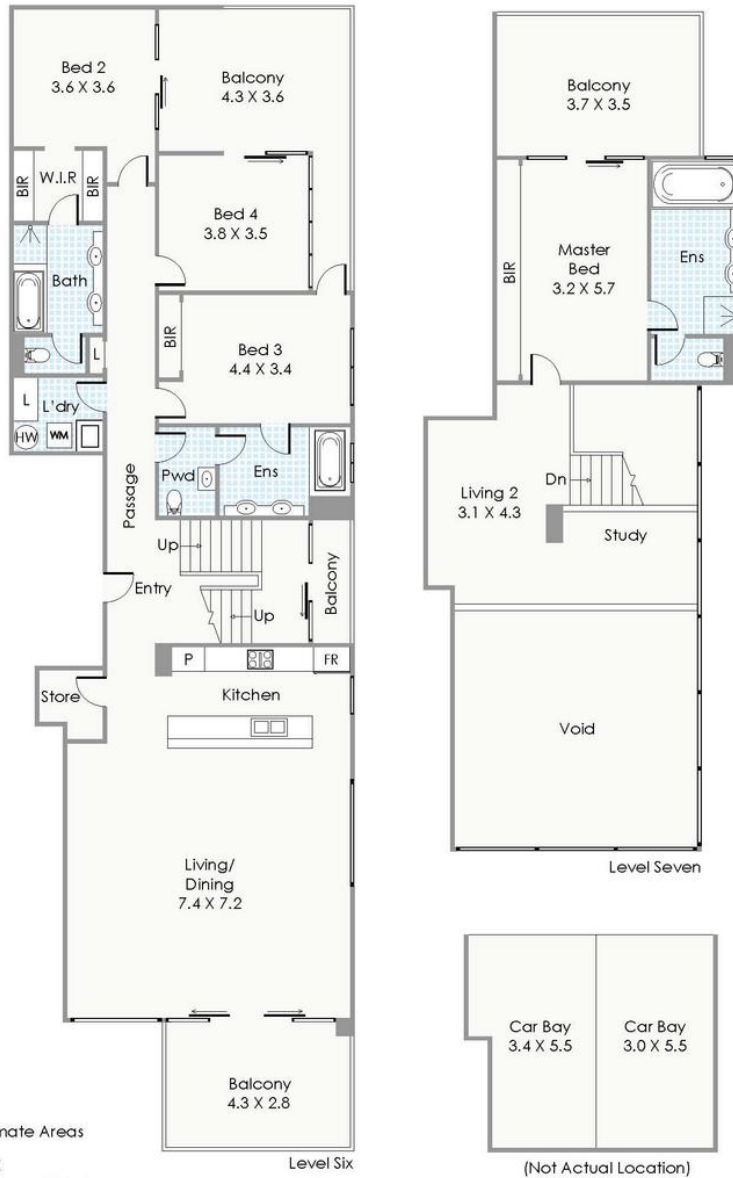 Bed 2
3.6 X 3.6
Balcony
4.3 X 3.6
BIR
W.I.R
BIR
Bed 4
3.8 X 3.5
Bath
L
BIR
Bed 3
4.4 X 3.4
L
L'dry
HW
WM
Passage
Pwd
Ens
Up
Balcony
Entry
Up
P
FR
Store
Kitchen
Living/
Dining
7.4 X 7.2
Balcony
4.3 X 2.8
Level Six
Balcony
3.7 X 3.5
BIR
Master
Bed
3.2 X 5.7
Ens
Dn
Living 2
3.1 X 4.3
Study
Void
Level Seven
Car Bay
3.4 X 5.5
Car Bay
3.0 X 5.5
(Not Actual Location)
Areas